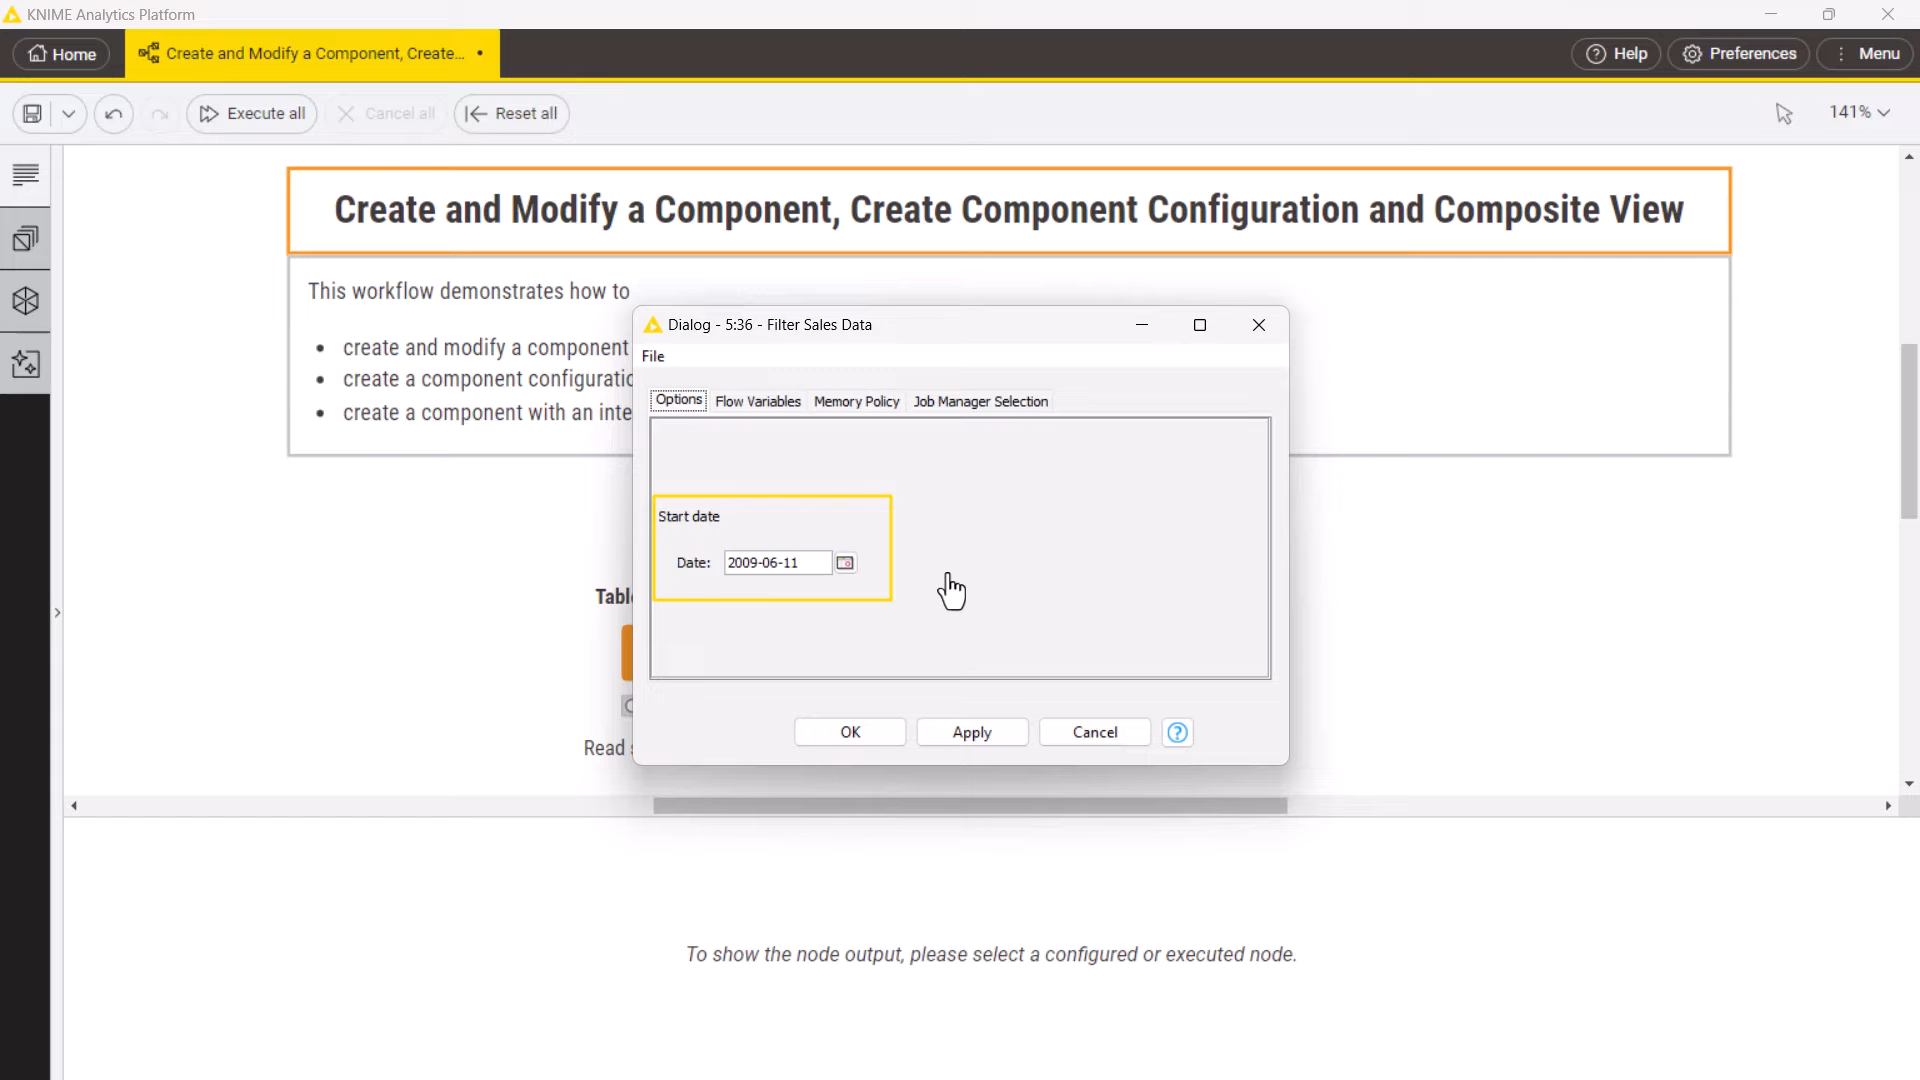 KNIME Analytics Platform
Home
Create and Modify a Component, Create... •
Help
Preferences
Menu
Execute all
Cancel all
Reset all
141%
Create and Modify a Component, Create Component Configuration and Composite View
This workflow demonstrates how to
• create and modify a component
• create a component
• create a component with an
Dialog - 5:36 - Filter Sales Data
File
Options
Flow Variables
Memory Policy
Job Manager Selection
Start date
Date:
2009-06-11
OK
Apply
Cancel
Read
To show the node output, please select a configured or executed node.